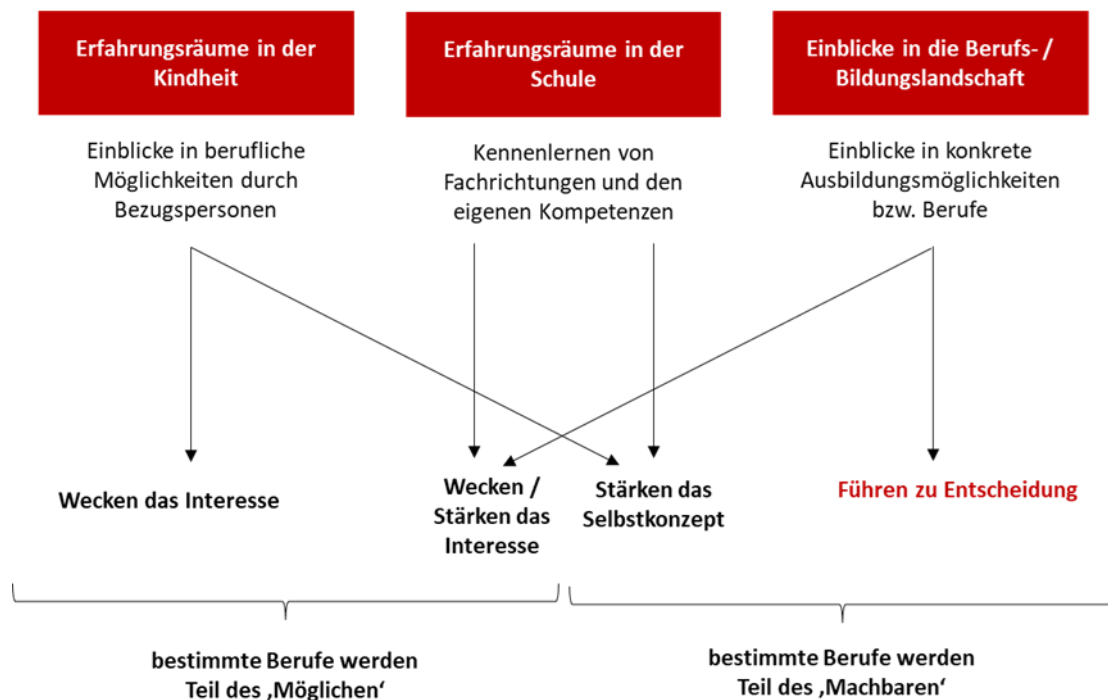 Erfahrungsräume in der
Kindheit
Erfahrungsräume in der
Schule
Einblicke in die Berufs- /
Bildungslandschaft
Einblicke in berufliche
Möglichkeiten durch
Bezugspersonen
Kennenlernen von
Fachrichtungen und den
eigenen Kompetenzen
Einblicke in konkrete
Ausbildungsmöglichkeiten
bzw. Berufe
Wecken das Interesse
Wecken /
Stärken das
Interesse
Stärken das
Selbstkonzept
Führen zu Entscheidung
bestimmte Berufe werden
Teil des ‚Möglichen‘
bestimmte Berufe werden
Teil des ‚Machbaren‘